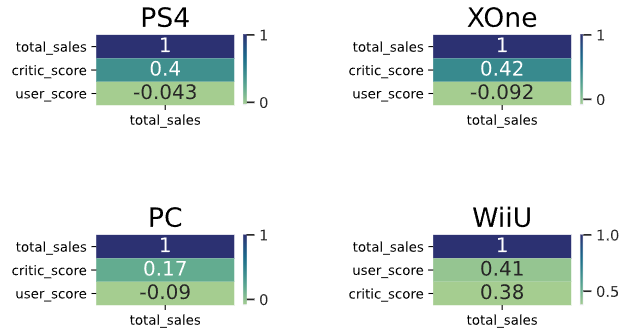 PS4
total_sales 1
critic_score 0.4
user_score -0.043
total_sales
1
0
XOne
total_sales 1
critic_score 0.42
user_score -0.092
total_sales
1
0
PC
total_sales 1
critic_score 0.17
user_score -0.09
total_sales
1
0
WiiU
total_sales 1
user_score 0.41
critic_score 0.38
total_sales
1.0
0.5